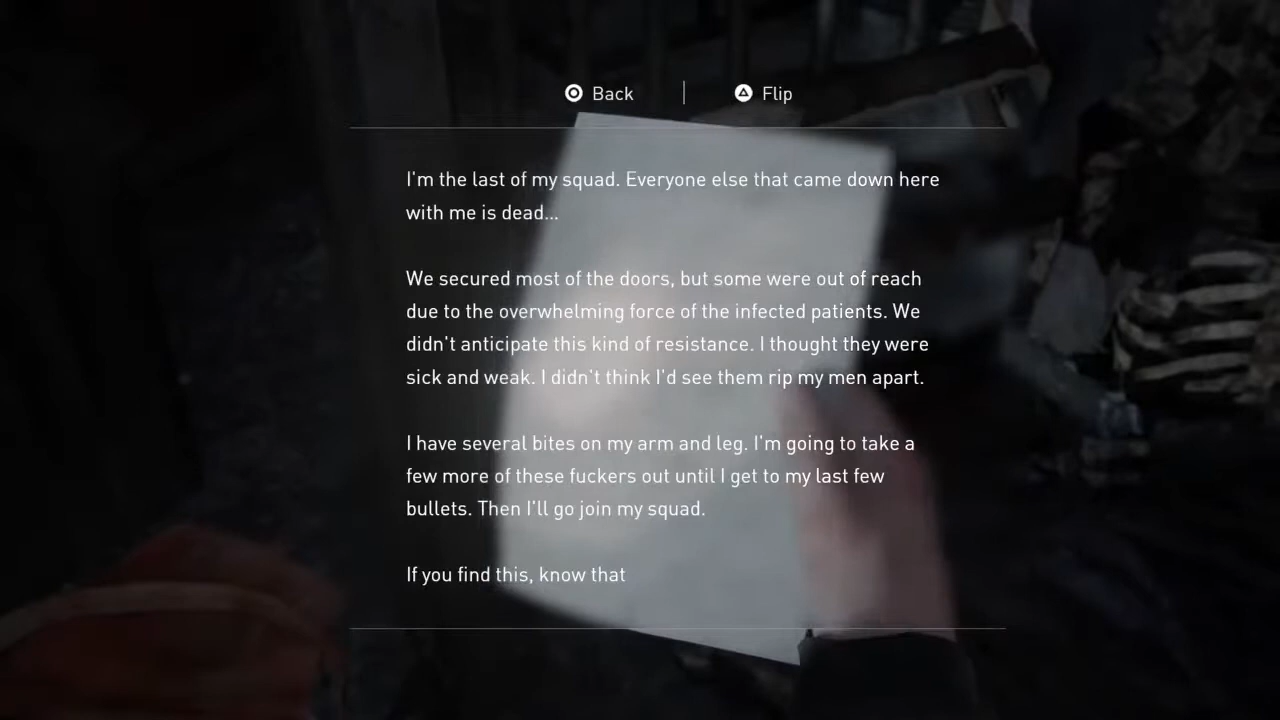 Back | Flip
I'm the last of my squad. Everyone else that came down here
with me is dead...
We secured most of the doors, but some were out of reach
due to the overwhelming force of the infected patients. We
didn't anticipate this kind of resistance. I thought they were
sick and weak. I didn't think I'd see them rip my men apart.
I have several bites on my arm and leg. I'm going to take a
few more of these fuckers out until I get to my last few
bullets. Then I'll go join my squad.
If you find this, know that